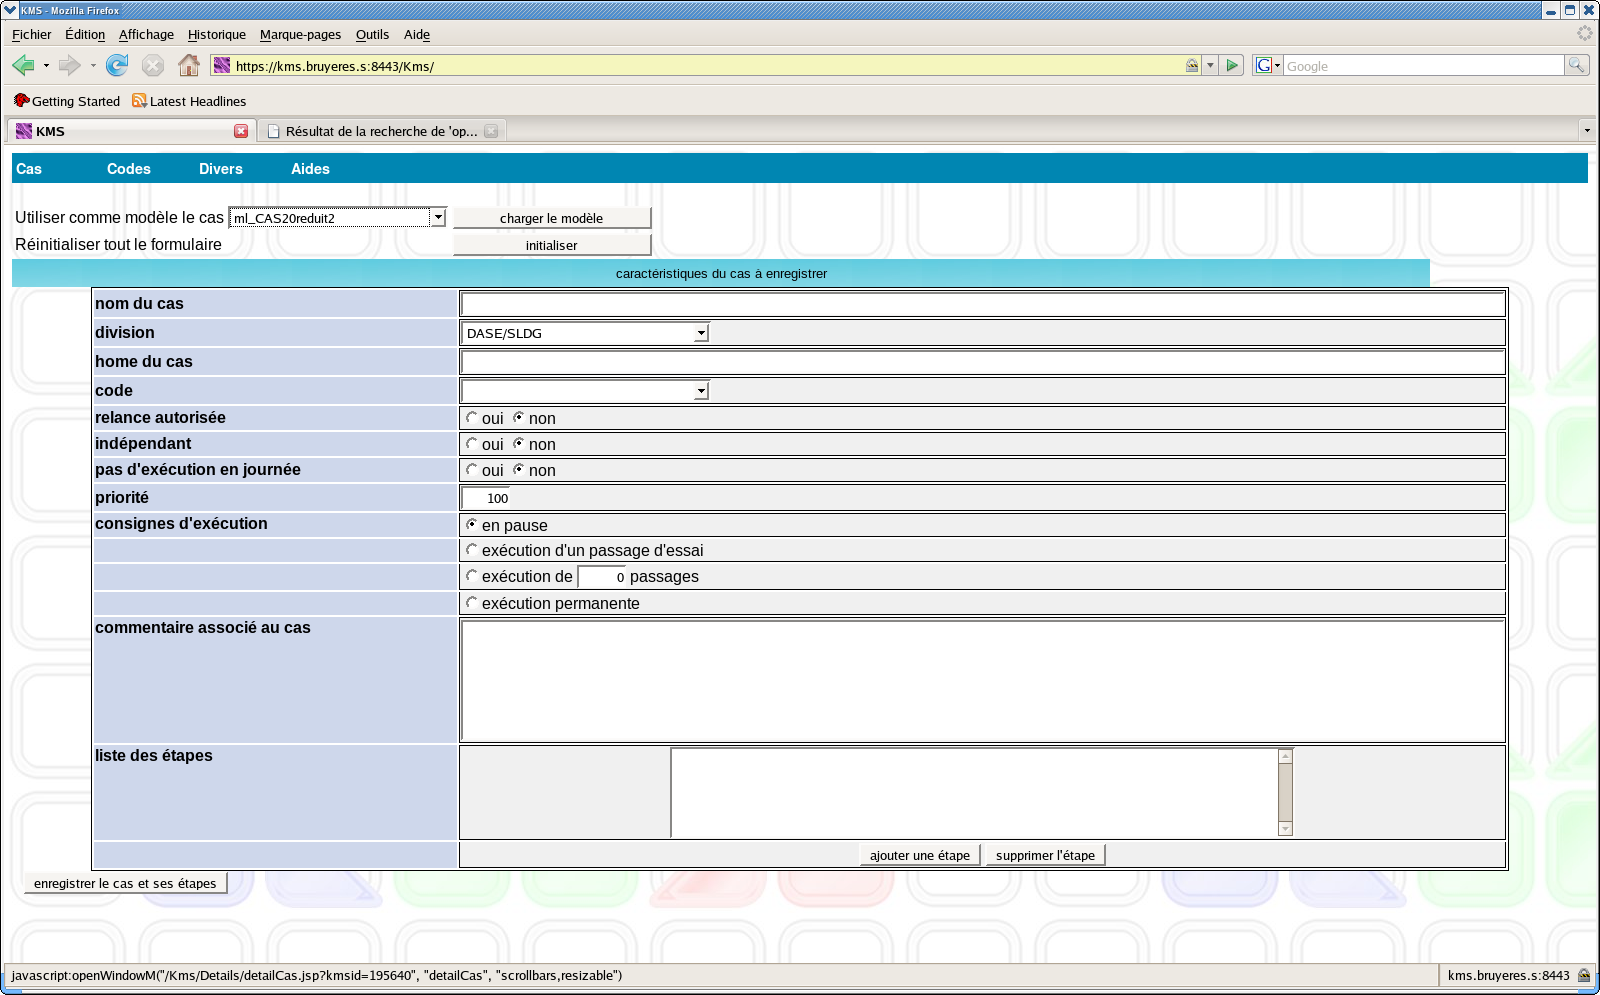 KMS - Mozilla Firefox
Fichier Édition Affichage Historique Marque-pages Outils Aide
https://kms.bruyeres.s:8443/Kms/
G Google
Getting Started Latest Headlines
KMS Résultat de la recherche de 'op...
Cas Codes Divers Aides
Utiliser comme modèle le cas ml_CAS20reduit2 charger le modèle
Réinitialiser tout le formulaire initialiser
caractéristiques du cas à enregistrer
nom du cas
division DASE/SLDG
home du cas
code
relance autorisée oui non
indépendant oui non
pas d'exécution en journée oui non
priorité 100
consignes d'exécution en pause
exécution d'un passage d'essai
exécution de 0 passages
exécution permanente
commentaire associé au cas
liste des étapes
ajouter une étape supprimer l'étape
enregistrer le cas et ses étapes
javascript:openWindowM("/Kms/Details/detailCas.jsp?kmsid=195640", "detailCas", "scrollbars,resizable") kms.bruyeres.s:8443